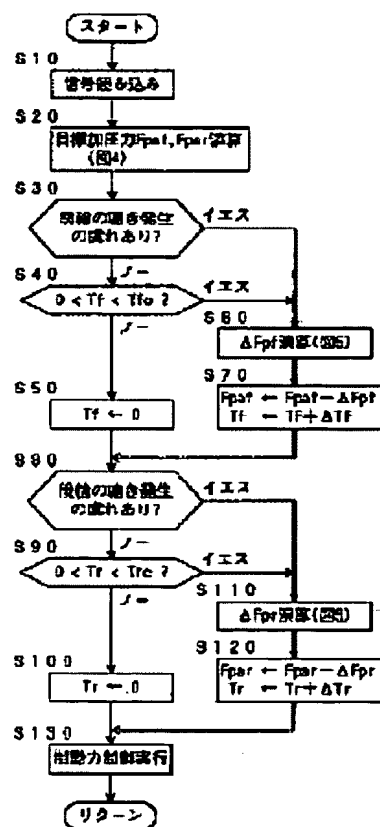 スタート
S10
信号読み込み
S20
目標加圧力Fpaf,Fpar演算
(図4)
S30
前輪の鳴き発生
の虞れあり?
イエス
ノー
S40
0 < Tf < Tfe ?
イエス
ノー
S60
ΔFpf演算(図5)
S70
Fpaf ← Fpaf-ΔFpf
Tf ← Tf+ΔTf
S50
Tf ← 0
S80
後輪の鳴き発生
の虞れあり?
イエス
ノー
S90
0 < Tr < Tre ?
イエス
ノー
S110
ΔFpr演算(図5)
S120
Fpar ← Fpar-ΔFpr
Tr ← Tr+ΔTr
S100
Tr ← 0
S130
制動力制御実行
リターン